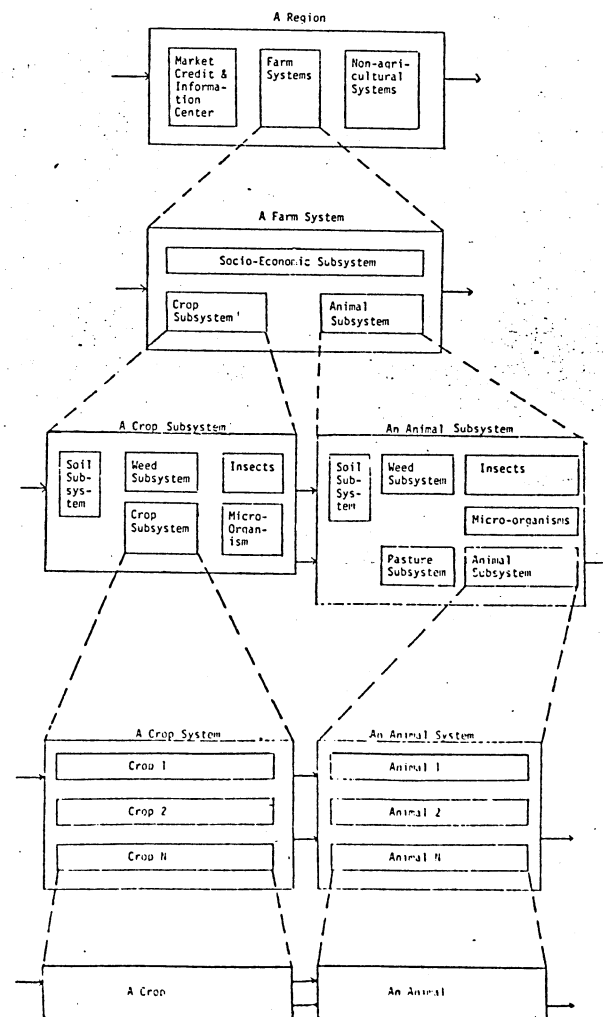 A Region
Market
Credit &
Informa-
tion
Center
Farm
Systems
Non-agri-
cultural
Systems
A Farm System
Socio-Economic Subsystem
Crop
Subsystem
Animal
Subsystem
A Crop Subsystem
Soil
Sub-
sys-
tem
Weed
Subsystem
Insects
Crop
Subsystem
Micro-
Organ-
ism
An Animal Subsystem
Soil
Sub-
Sys-
tem
Weed
Subsystem
Insects
Micro-organisms
Pasture
Subsystem
Animal
Subsystem
A Crop System
Crop 1
Crop 2
Crop N
An Animal System
Animal 1
Animal 2
Animal N
A Crop
An Animal